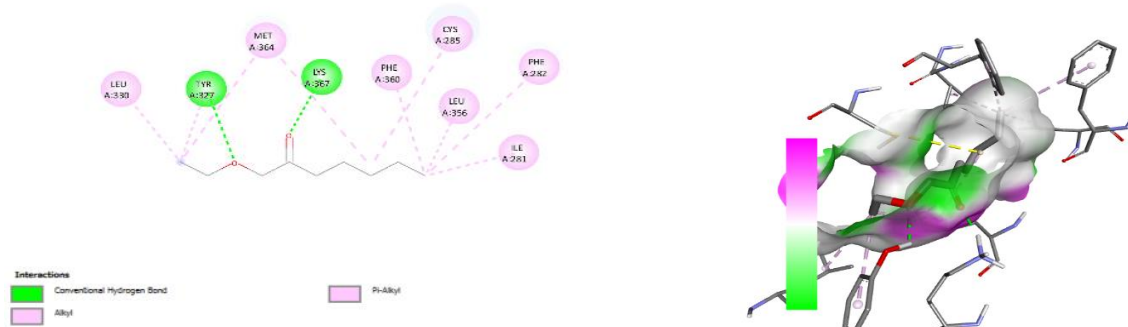 MET
A:364
CYS
A:285
LYS
A:367
PHE
A:360
PHE
A:282
LEU
A:330
TYR
A:327
LEU
A:356
ILE
A:281
Interactions
Conventional Hydrogen Bond
Alkyl
Pi-Alkyl